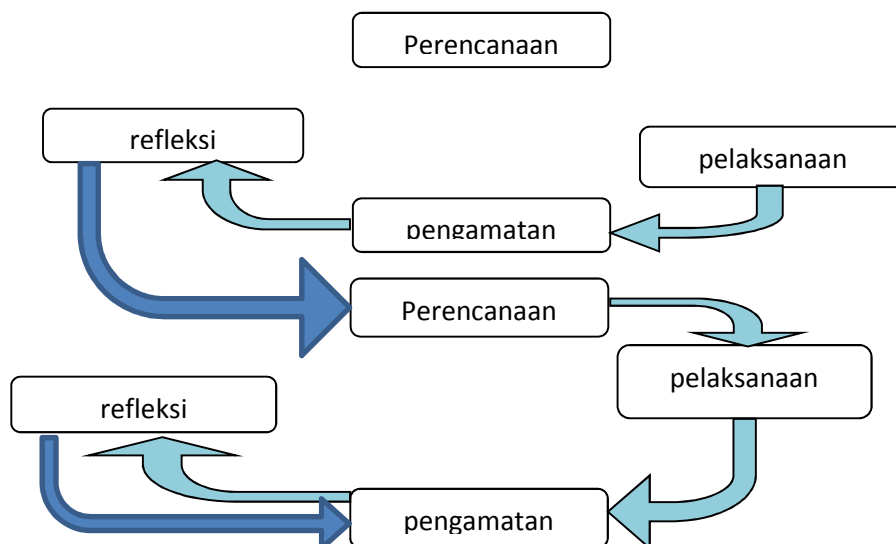 Perencanaan
refleksi
pelaksanaan
pengamatan
Perencanaan
pelaksanaan
refleksi
pengamatan